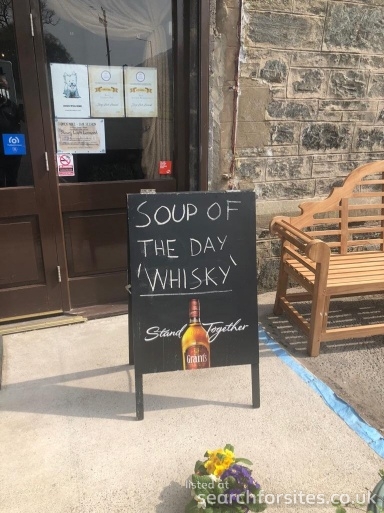 SOUP OF
THE DAY
'WHISKY'
Stand Together
Grant's
listed at
searchforsites.co.uk